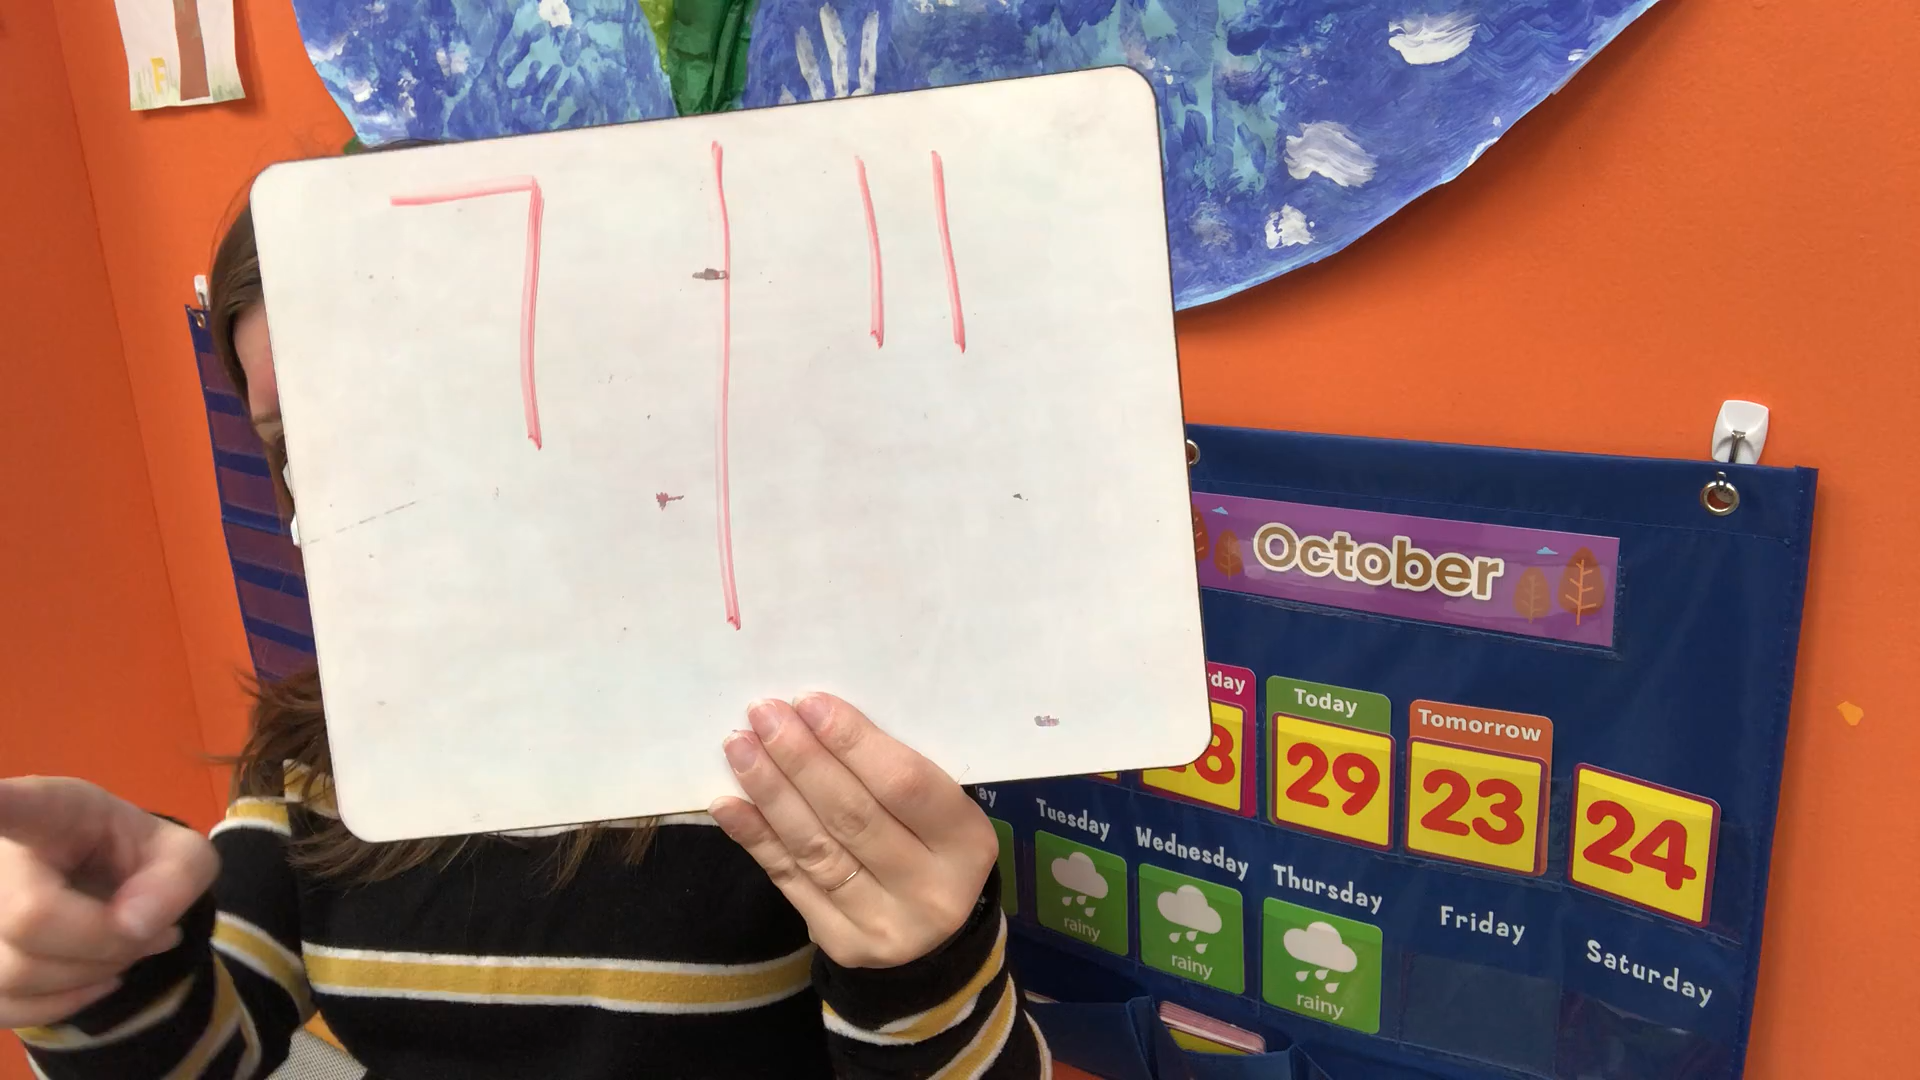 7 | 11
October
Today
Tomorrow
29
23
24
Tuesday
Wednesday
Thursday
Friday
Saturday
rainy
rainy
rainy